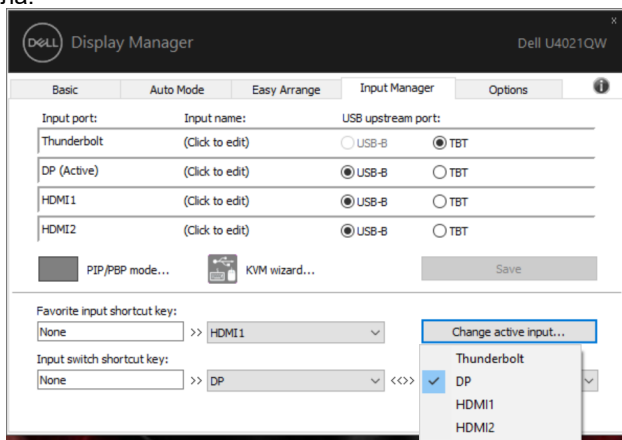 ла.
x
DELL Display Manager Dell U4021QW
Basic Auto Mode Easy Arrange Input Manager Options i
Input port: Input name: USB upstream port:
Thunderbolt (Click to edit) USB-B TBT
DP (Active) (Click to edit) USB-B TBT
HDMI1 (Click to edit) USB-B TBT
HDMI2 (Click to edit) USB-B TBT
PIP/PBP mode... KVM wizard... Save
Favorite input shortcut key:
None >> HDMI1 Change active input...
Input switch shortcut key:
None >> DP <<>>
Thunderbolt
DP
HDMI1
HDMI2